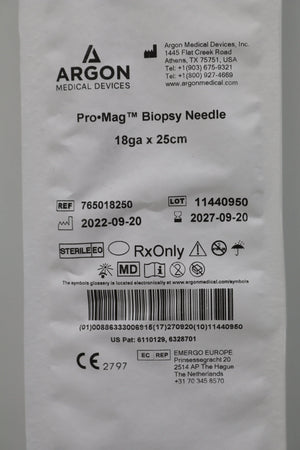 ARGON
MEDICAL DEVICES
Argon Medical Devices, Inc.
1445 Flat Creek Road
Athens, TX 75751, USA
Tel: +1(903) 675-9321
Tel: +1(800) 927-4669
www.argonmedical.com
Pro•Mag™ Biopsy Needle
18ga x 25cm
REF 765018250
LOT 11440950
2022-09-20
2027-09-20
STERILE EO
RxOnly
MD
The symbols glossary is located electronically at www.argonmedical.com/symbols
(01)00886333006916(17)270920(10)11440950
US Pat: 6110129, 6328701
CE 2797
EC REP
EMERGO EUROPE
Prinsessegracht 20
2514 AP The Hague
The Netherlands
+31 70 345 8570